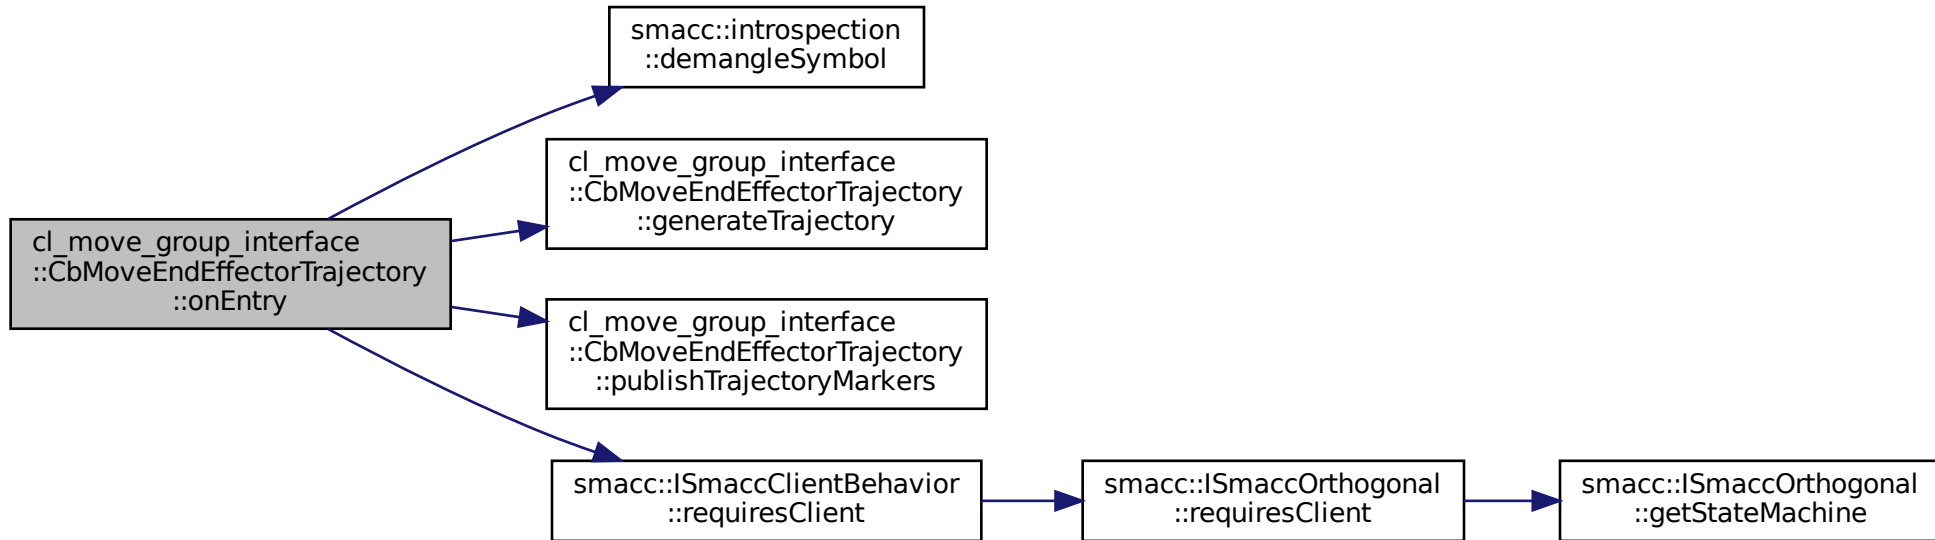 smacc::introspection
::demangleSymbol
cl_move_group_interface
::CbMoveEndEffectorTrajectory
::generateTrajectory
cl_move_group_interface
::CbMoveEndEffectorTrajectory
::onEntry
cl_move_group_interface
::CbMoveEndEffectorTrajectory
::publishTrajectoryMarkers
smacc::ISmaccClientBehavior
::requiresClient
smacc::ISmaccOrthogonal
::requiresClient
smacc::ISmaccOrthogonal
::getStateMachine